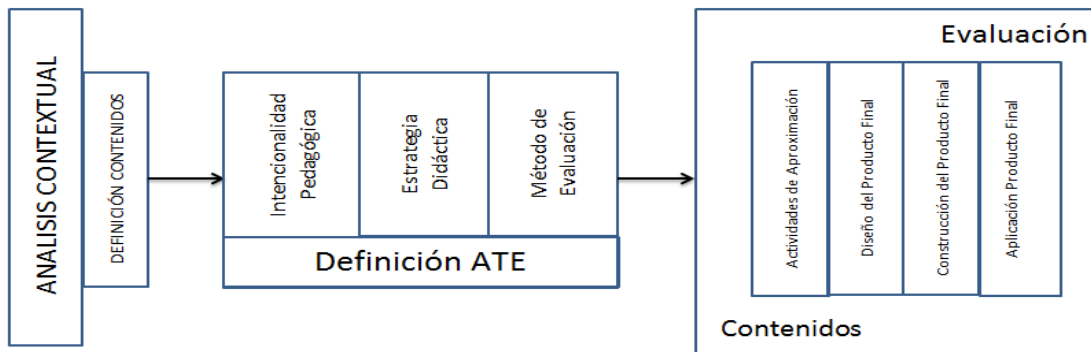 ANALISIS CONTEXTUAL
DEFINICIÓN CONTENIDOS
Intencionalidad
Pedagógica
Estrategia
Didáctica
Método de
Evaluación
Definición ATE
Evaluación
Actividades de Aproximación
Diseño del Producto Final
Construcción del Producto Final
Aplicación Producto Final
Contenidos